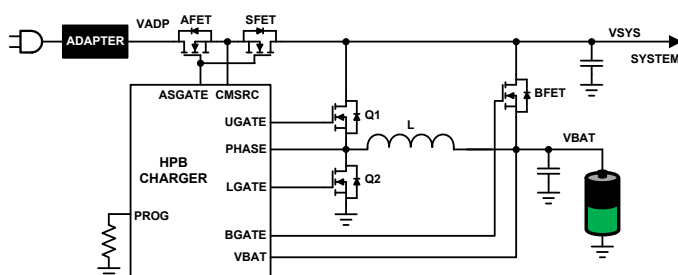 ADAPTER
VADP
AFET
SFET
VSYS
SYSTEM
ASGATE
CMSRC
BFET
UGATE
Q1
PHASE
L
VBAT
HPB
CHARGER
LGATE
Q2
PROG
BGATE
VBAT